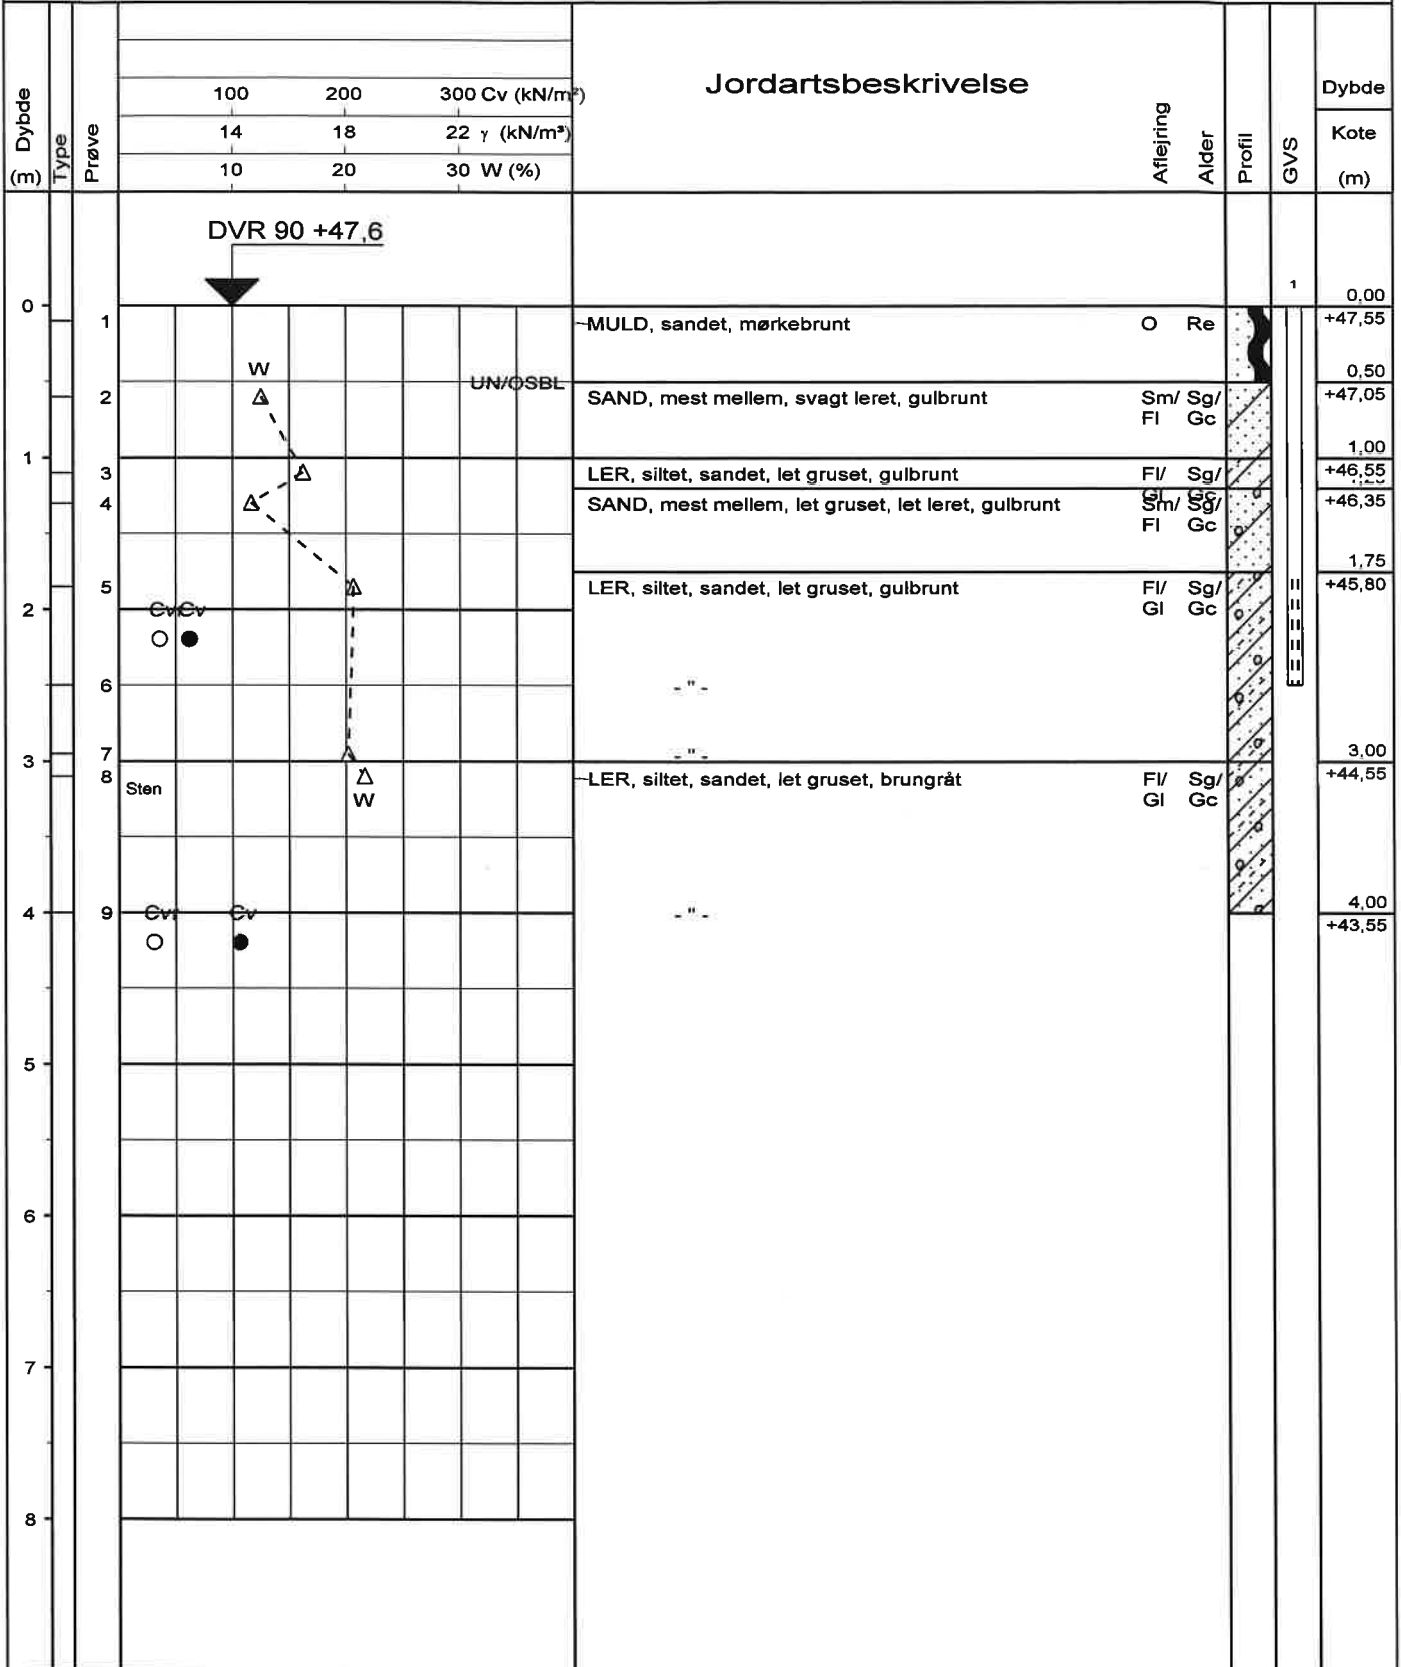 Dybde
(m)
Type
Prøve
100 200 300 Cv (kN/m²)
14 18 22 γ (kN/m³)
10 20 30 W (%)
Jordartsbeskrivelse
Aflejring
Alder
Profil
GVS
Dybde
Kote
(m)
DVR 90 +47,6
1
0,00
0
1 MULD, sandet, mørkebrunt O Re +47,55
W
UN/OSBL
0,50
2 SAND, mest mellem, svagt leret, gulbrunt Sm/ Sg/ +47,05
Fl Gc
1,00
1
3 LER, siltet, sandet, let gruset, gulbrunt Fl/ Sg/ +46,55
Gl Gc
4 SAND, mest mellem, let gruset, let leret, gulbrunt Sm/ Sg/ +46,35
Fl Gc
1,75
5 LER, siltet, sandet, let gruset, gulbrunt Fl/ Sg/ +45,80
Gl Gc
2
Cv Cv
6 - " -
7 - " - 3,00
3
8 LER, siltet, sandet, let gruset, brungråt Fl/ Sg/ +44,55
Gl Gc
Sten
W
4,00
4 9 Cvr Cv - " -
+43,55
5
6
7
8